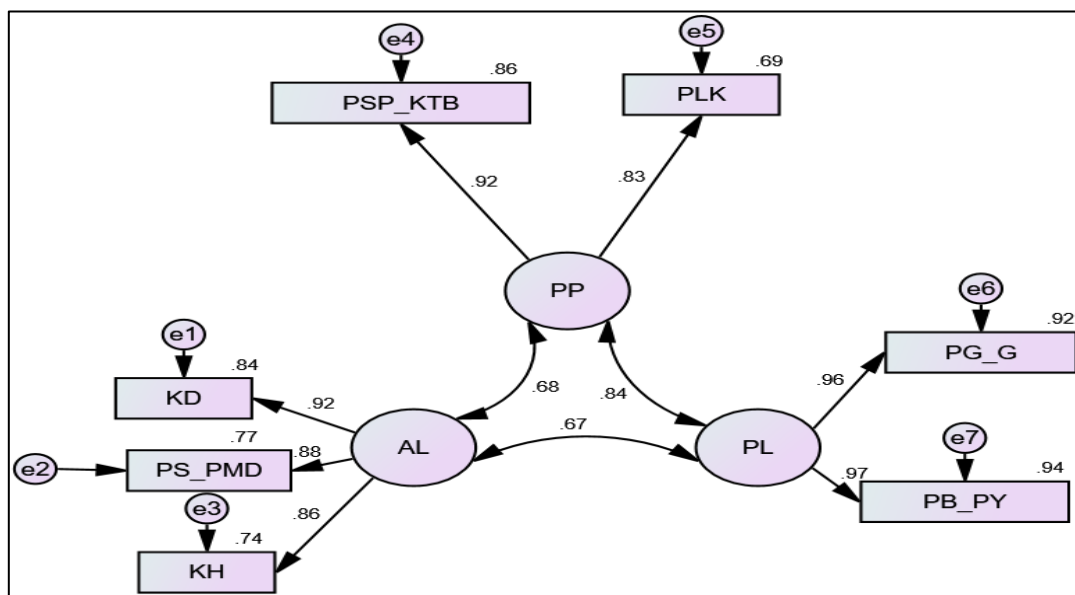 e4
e5
.86
.69
PSP_KTB
PLK
.92
.83
PP
e6
.92
e1
PG_G
.84
KD
.92
.68
.84
.96
.77
.67
e7
AL
PL
.88
.97
.94
e2
PS_PMD
PB_PY
e3
.86
.74
KH